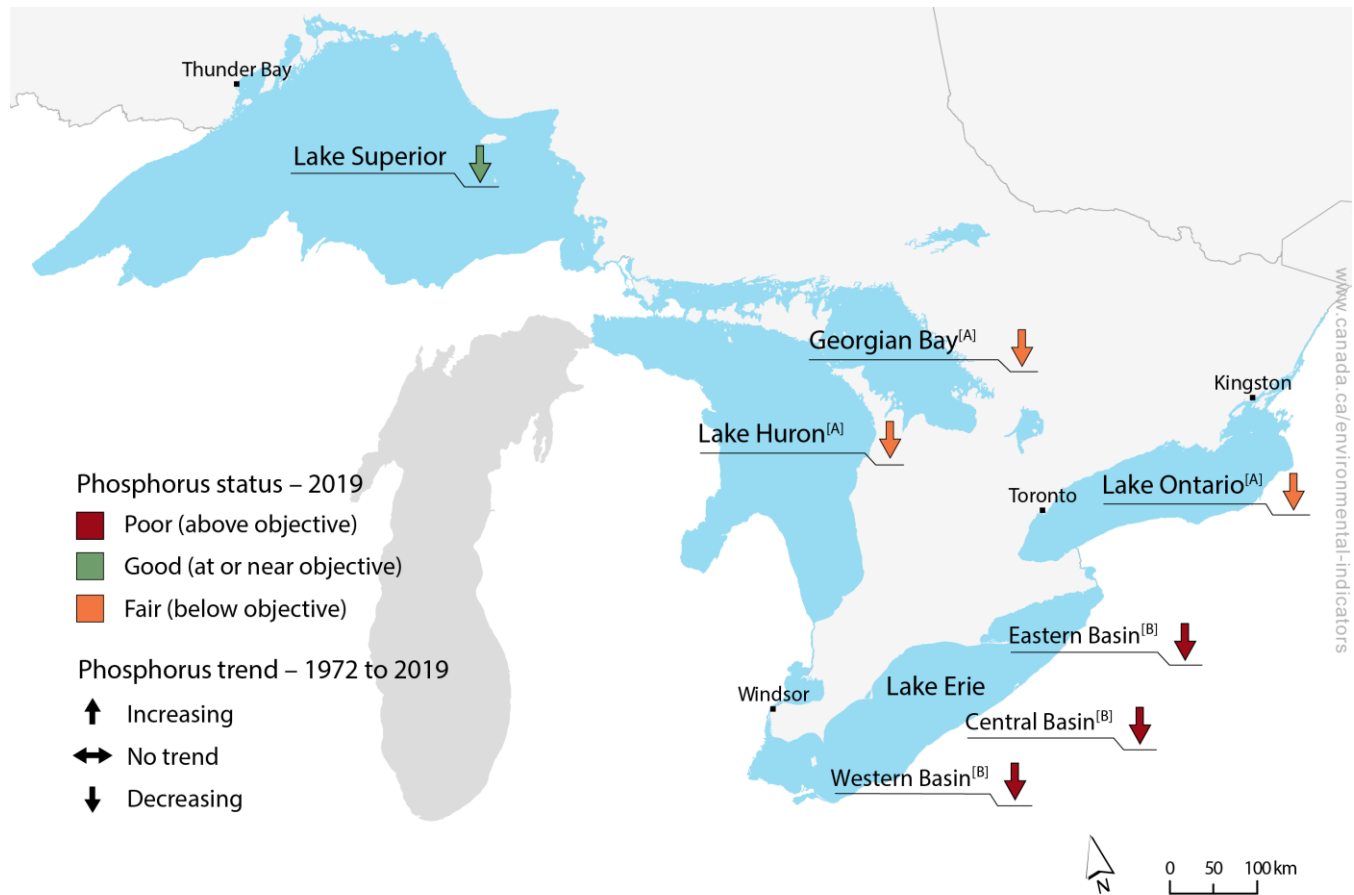 Thunder Bay
Lake Superior
Georgian Bay[A]
Kingston
Lake Huron[A]
Lake Ontario[A]
Toronto
Eastern Basin[B]
Lake Erie
Windsor
Central Basin[B]
Western Basin[B]
Phosphorus status – 2019
Poor (above objective)
Good (at or near objective)
Fair (below objective)
Phosphorus trend – 1972 to 2019
Increasing
No trend
Decreasing
N
0 50 100 km
www.canada.ca/environmental-indicators